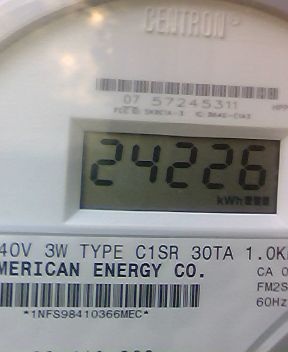 CENTRON
07 57245311
24226
kWh
40V 3W TYPE C1SR 30TA 1.0K
MERICAN ENERGY CO.
CA 0
FM2S
60Hz
*1NFS98410366MEC*